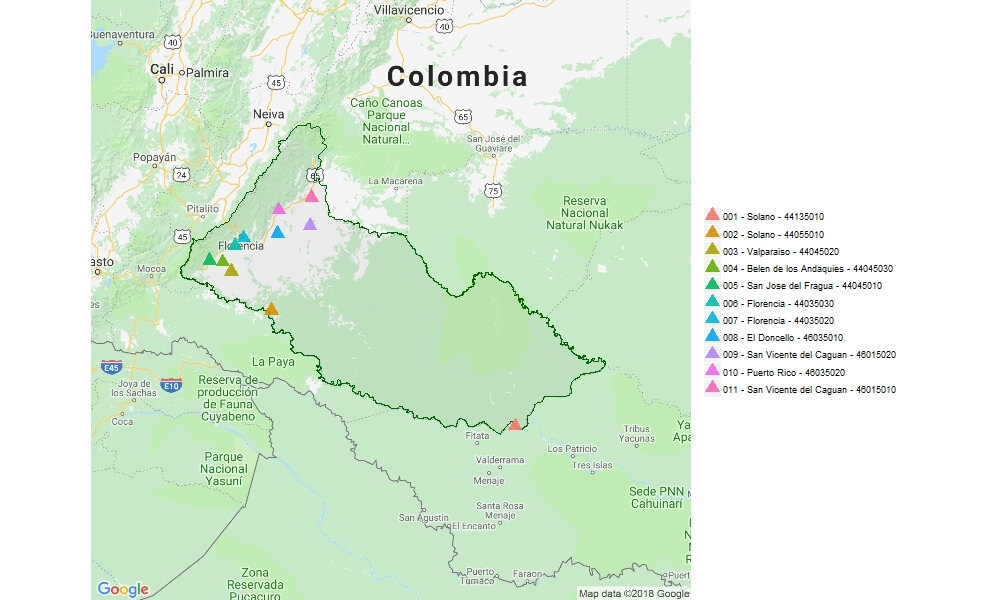 Villavicencio
Buenaventura
40
40
Cali
Palmira
Colombia
45
Caño Canoas
Parque
Nacional
Natural...
65
Neiva
San José del
Guaviare
Popayán
24
65
La Macarena
75
Reserva
Nacional
Natural Nukak
Pitalito
45
Florencia
asto
Mocoa
es
La Paya
E45
Joya de
los Sachas
E10
Reserva de
producción
de Fauna
Cuyabeno
Coca
Fitata
Tribus
Yacunas
Ya
Apa
Los Patricio
Valderrama
Tres Islas
Menaje
Parque
Nacional
Yasuní
Sede PNN
Cahuinarí
Santa Rosa
Menaje
San Agustin
El Encanto
Zona
Reservada
Pucacuro
Puerto
Tumaco
Faraon
Puerto
Google
Map data ©2018 Google
001 - Solano - 44135010
002 - Solano - 44055010
003 - Valparaiso - 44045020
004 - Belen de los Andaquies - 44045030
005 - San Jose del Fragua - 44045010
006 - Florencia - 44035030
007 - Florencia - 44035020
008 - El Doncello - 46035010
009 - San Vicente del Caguan - 46015020
010 - Puerto Rico - 46035020
011 - San Vicente del Caguan - 46015010